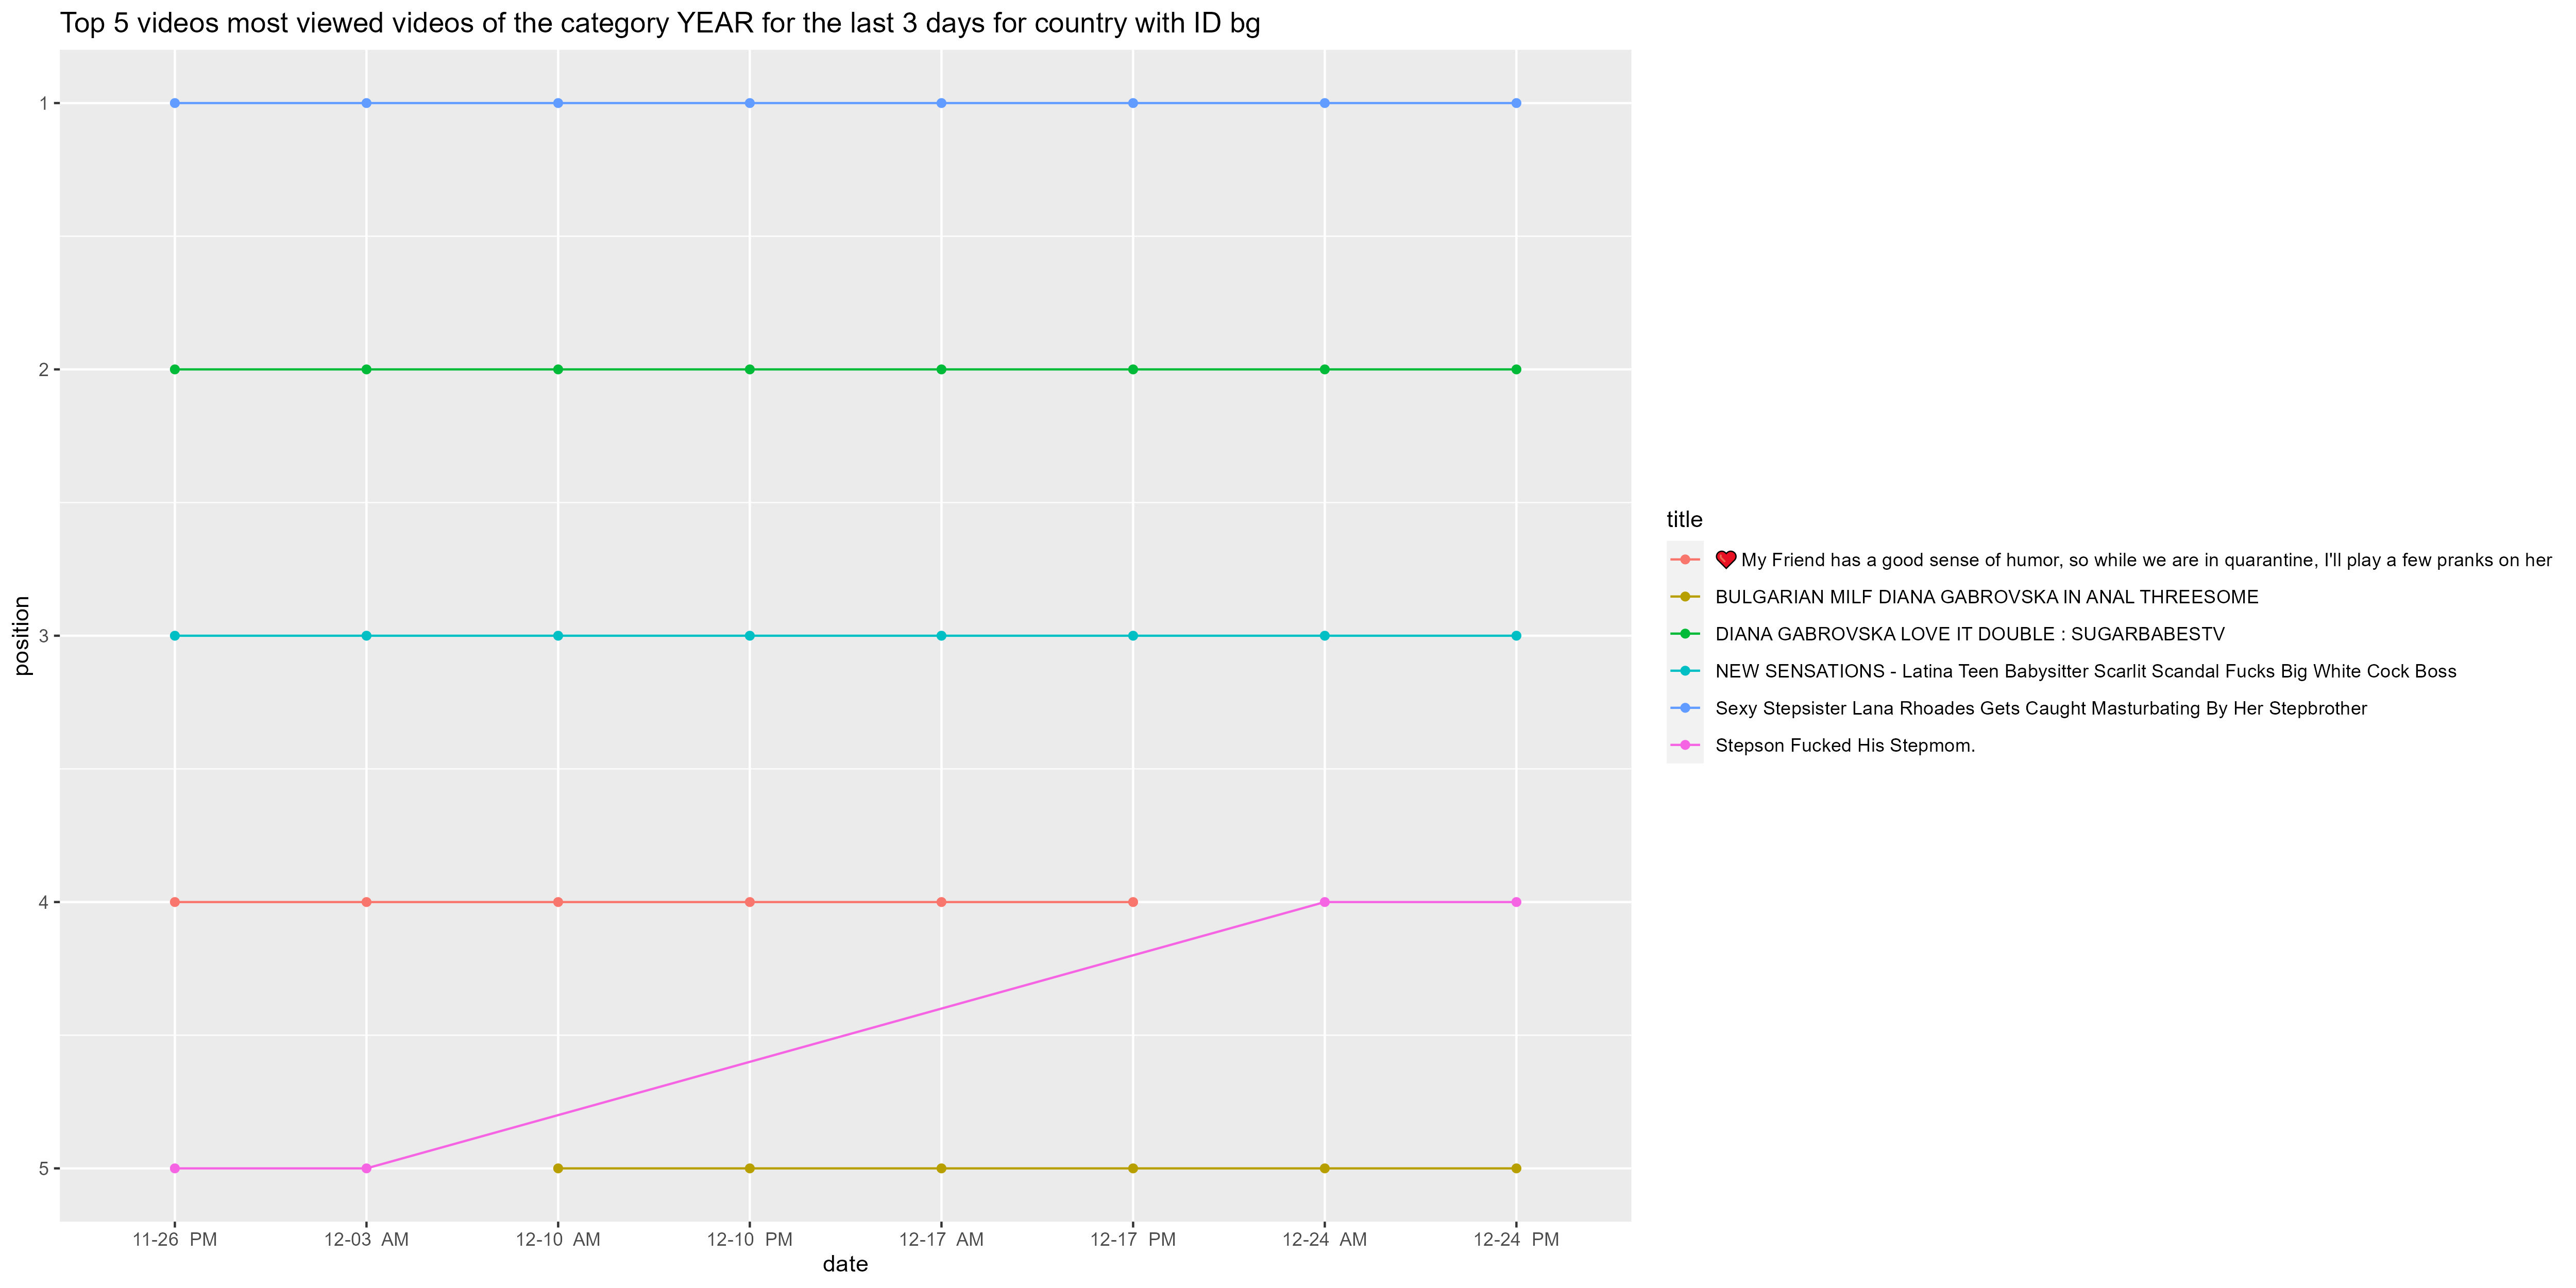 Top 5 videos most viewed videos of the category YEAR for the last 3 days for country with ID bg
position
1
2
3
4
5
11-26 PM
12-03 AM
12-10 AM
12-10 PM
12-17 AM
12-17 PM
12-24 AM
12-24 PM
date
title
❤ My Friend has a good sense of humor, so while we are in quarantine, I'll play a few pranks on her
BULGARIAN MILF DIANA GABROVSKA IN ANAL THREESOME
DIANA GABROVSKA LOVE IT DOUBLE : SUGARBABESTV
NEW SENSATIONS - Latina Teen Babysitter Scarlit Scandal Fucks Big White Cock Boss
Sexy Stepsister Lana Rhoades Gets Caught Masturbating By Her Stepbrother
Stepson Fucked His Stepmom.